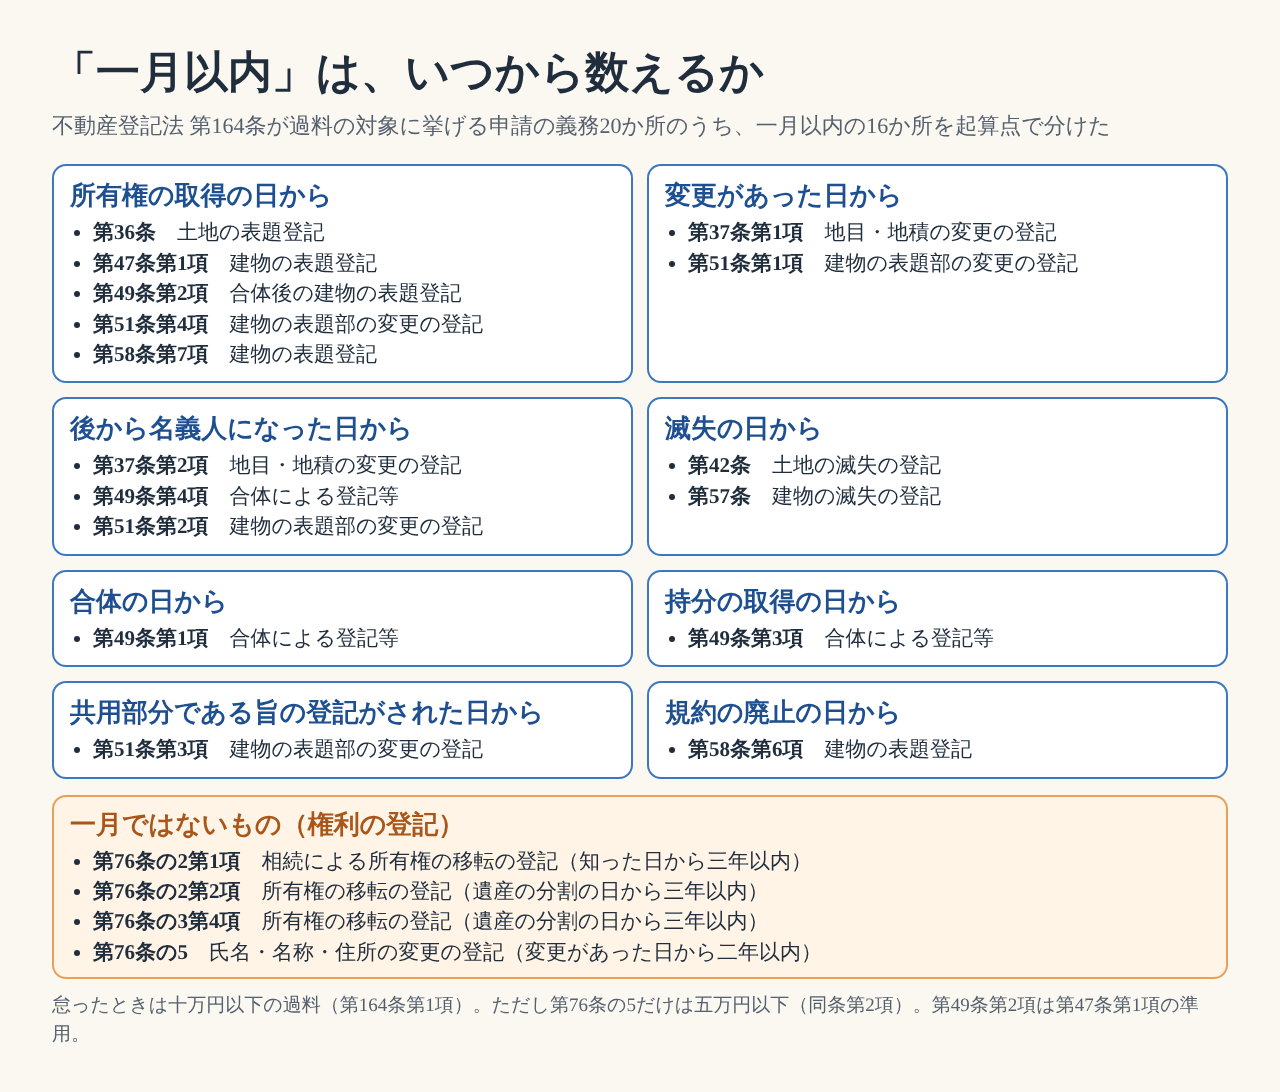 「一月以内」は、いつから数えるか
不動産登記法 第164条が過料の対象に挙げる申請の義務20か所のうち、一月以内の16か所を起算点で分けた
所有権の取得の日から
• 第36条　土地の表題登記
• 第47条第1項　建物の表題登記
• 第49条第2項　合体後の建物の表題登記
• 第51条第4項　建物の表題部の変更の登記
• 第58条第7項　建物の表題登記
変更があった日から
• 第37条第1項　地目・地積の変更の登記
• 第51条第1項　建物の表題部の変更の登記
後から名義人になった日から
• 第37条第2項　地目・地積の変更の登記
• 第49条第4項　合体による登記等
• 第51条第2項　建物の表題部の変更の登記
滅失の日から
• 第42条　土地の滅失の登記
• 第57条　建物の滅失の登記
合体の日から
• 第49条第1項　合体による登記等
持分の取得の日から
• 第49条第3項　合体による登記等
共用部分である旨の登記がされた日から
• 第51条第3項　建物の表題部の変更の登記
規約の廃止の日から
• 第58条第6項　建物の表題登記
一月ではないもの（権利の登記）
• 第76条の2第1項　相続による所有権の移転の登記（知った日から三年以内）
• 第76条の2第2項　所有権の移転の登記（遺産の分割の日から三年以内）
• 第76条の3第4項　所有権の移転の登記（遺産の分割の日から三年以内）
• 第76条の5　氏名・名称・住所の変更の登記（変更があった日から二年以内）
怠ったときは十万円以下の過料（第164条第1項）。ただし第76条の5だけは五万円以下（同条第2項）。第49条第2項は第47条第1項の準
用。